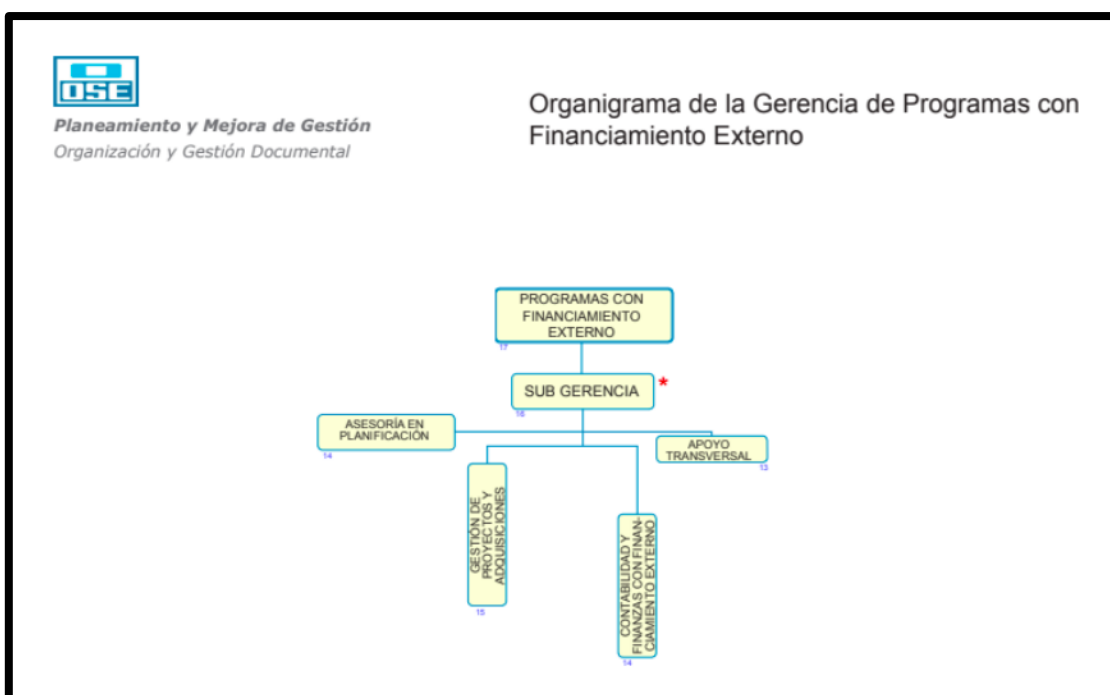 OSE
Planeamiento y Mejora de Gestión
Organización y Gestión Documental
Organigrama de la Gerencia de Programas con
Financiamiento Externo
PROGRAMAS CON
FINANCIAMIENTO
EXTERNO
17
SUB GERENCIA
*
16
ASESORÍA EN
PLANIFICACIÓN
14
APOYO
TRANSVERSAL
13
GESTIÓN DE
PROYECTOS Y
ADQUISICIONES
15
CONTABILIDAD Y
FINANZAS CON FINAN-
CIAMIENTO EXTERNO
14